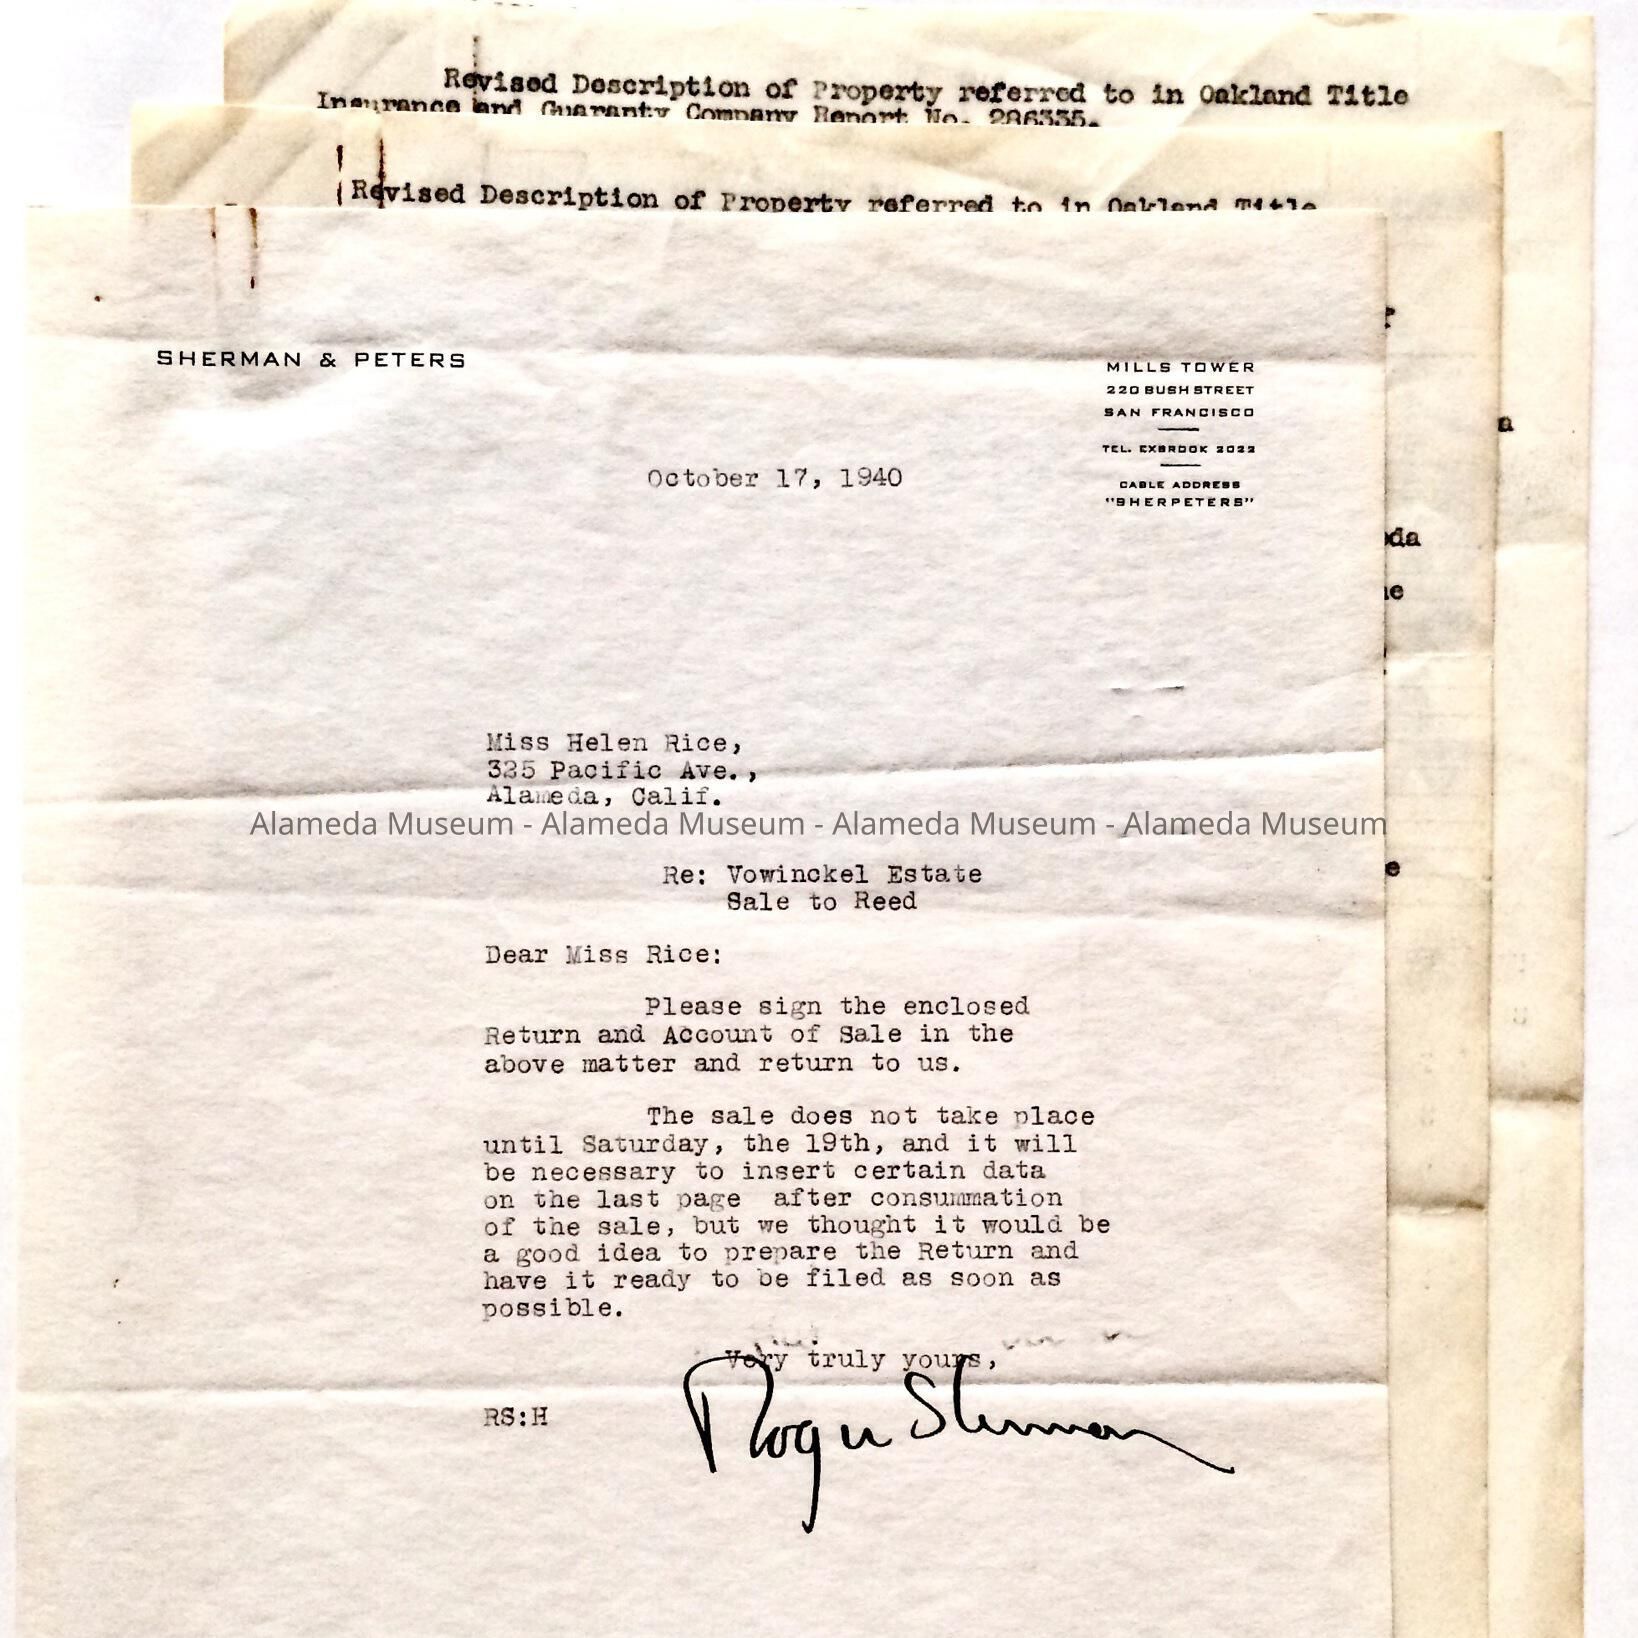 Revised Description of Property referred to in Oakland Title
Insurance and Guaranty Company Report No. 286335.
Revised Description of Property referred to in Oakland Title
SHERMAN & PETERS
MILLS TOWER
220 BUSH STREET
SAN FRANCISCO
TEL. EXBROOK 2022
CABLE ADDRESS
"SHERPETERS"
October 17, 1940
Miss Helen Rice,
325 Pacific Ave.,
Alameda, Calif.
Alameda Museum - Alameda Museum - Alameda Museum - Alameda Museum
Re: Vowinckel Estate
Sale to Reed
Dear Miss Rice:
Please sign the enclosed
Return and Account of Sale in the
above matter and return to us.
The sale does not take place
until Saturday, the 19th, and it will
be necessary to insert certain data
on the last page after consummation
of the sale, but we thought it would be
a good idea to prepare the Return and
have it ready to be filed as soon as
possible.
Very truly yours,
RS:H
Roger Sherman